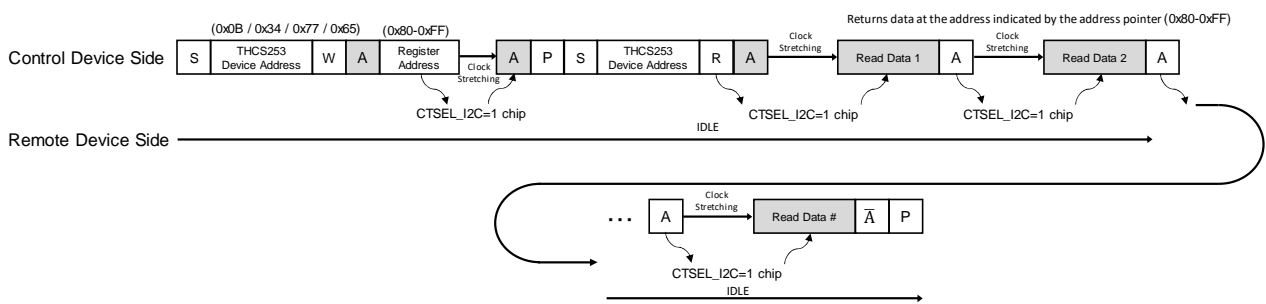 (0x0B / 0x34 / 0x77 / 0x65) (0x80-0xFF) Returns data at the address indicated by the address pointer (0x80-0xFF)
Control Device Side S THCS253 Device Address W A Register Address Clock Stretching A P S THCS253 Device Address R A Clock Stretching Read Data 1 A Clock Stretching Read Data 2 A
CTSEL_I2C=1 chip CTSEL_I2C=1 chip CTSEL_I2C=1 chip
IDLE
Remote Device Side
... A Clock Stretching Read Data # A̅ P
CTSEL_I2C=1 chip
IDLE